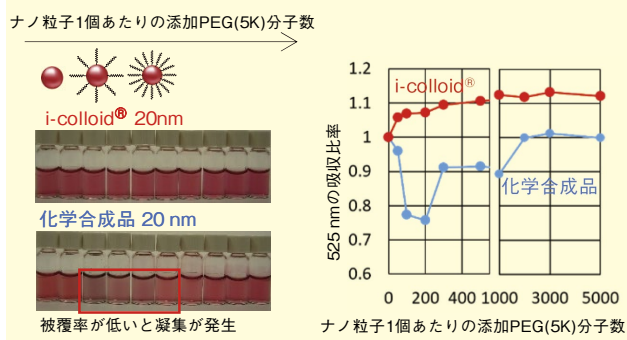 ナノ粒子1個あたりの添加PEG(5K)分子数
i-colloid® 20nm
化学合成品 20 nm
被覆率が低いと凝集が発生
525 nmの吸収比率
1.2
1.1
1
0.9
0.8
0.7
0.6
i-colloid®
化学合成品
0 200 400 1000 3000 5000
ナノ粒子1個あたりの添加PEG(5K)分子数